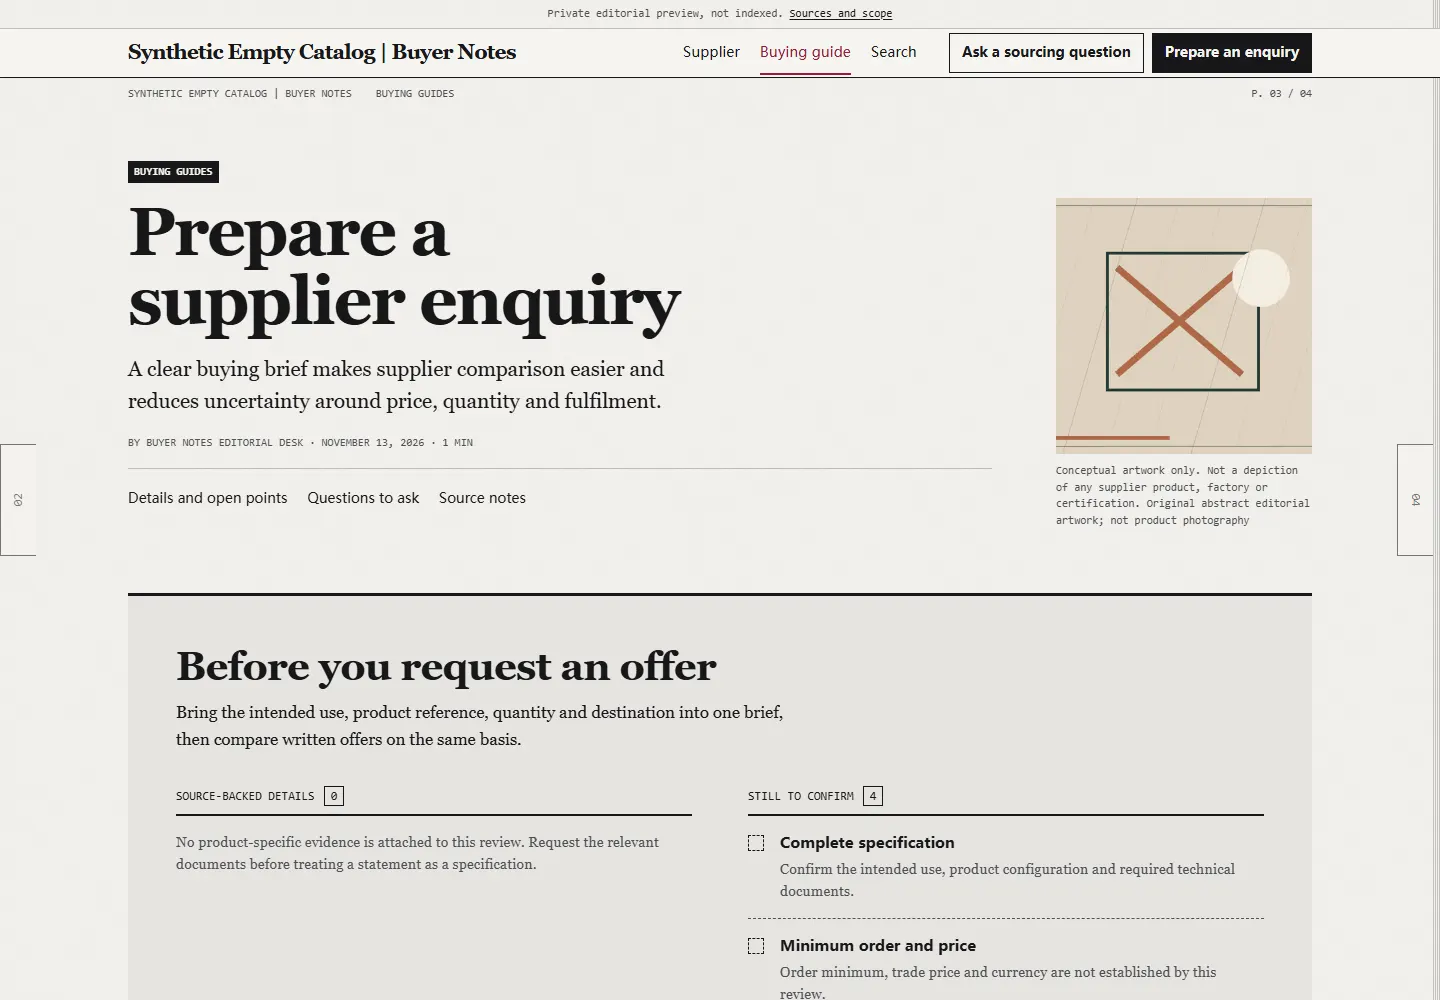 Private editorial preview, not indexed. Sources and scope
Synthetic Empty Catalog | Buyer Notes
Supplier
Buying guide
Search
Ask a sourcing question
Prepare an enquiry
SYNTHETIC EMPTY CATALOG | BUYER NOTES
BUYING GUIDES
P. 03 / 04
BUYING GUIDES
Prepare a
supplier enquiry
A clear buying brief makes supplier comparison easier and
reduces uncertainty around price, quantity and fulfilment.
BY BUYER NOTES EDITORIAL DESK · NOVEMBER 13, 2026 · 1 MIN
Details and open points
Questions to ask
Source notes
Conceptual artwork only. Not a depiction
of any supplier product, factory or
certification. Original abstract editorial
artwork; not product photography
02
04
Before you request an offer
Bring the intended use, product reference, quantity and destination into one brief,
then compare written offers on the same basis.
SOURCE-BACKED DETAILS 0
No product-specific evidence is attached to this review. Request the relevant
documents before treating a statement as a specification.
STILL TO CONFIRM 4
Complete specification
Confirm the intended use, product configuration and required technical
documents.
Minimum order and price
Order minimum, trade price and currency are not established by this
review.